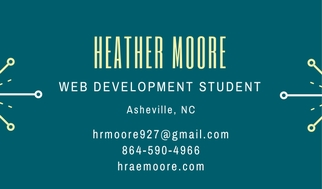 HEATHER MOORE
WEB DEVELOPMENT STUDENT
Asheville, NC
hrmoore927@gmail.com
864-590-4966
hraemoore.com